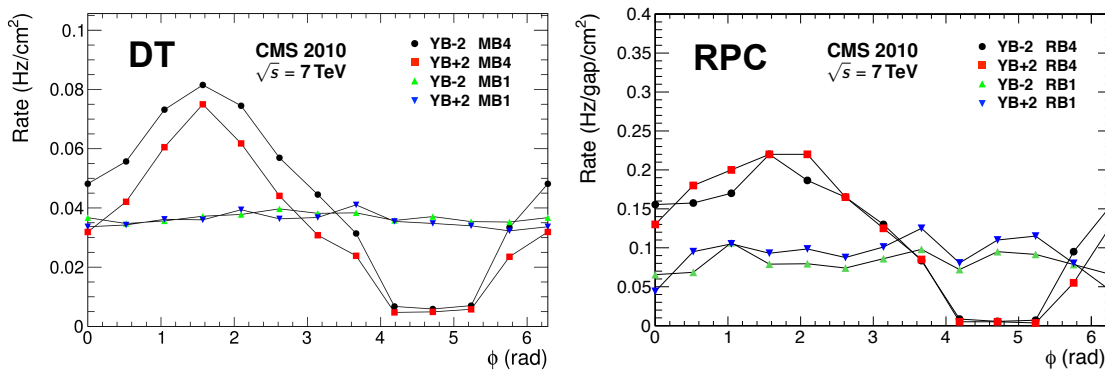 DT
CMS 2010
√s = 7 TeV
YB-2 MB4
YB+2 MB4
YB-2 MB1
YB+2 MB1
Rate (Hz/cm²)
0.1
0.08
0.06
0.04
0.02
0
0 1 2 3 4 5 6
ϕ (rad)
RPC
CMS 2010
√s = 7 TeV
YB-2 RB4
YB+2 RB4
YB-2 RB1
YB+2 RB1
Rate (Hz/gap/cm²)
0.4
0.35
0.3
0.25
0.2
0.15
0.1
0.05
0
0 1 2 3 4 5 6
ϕ (rad)